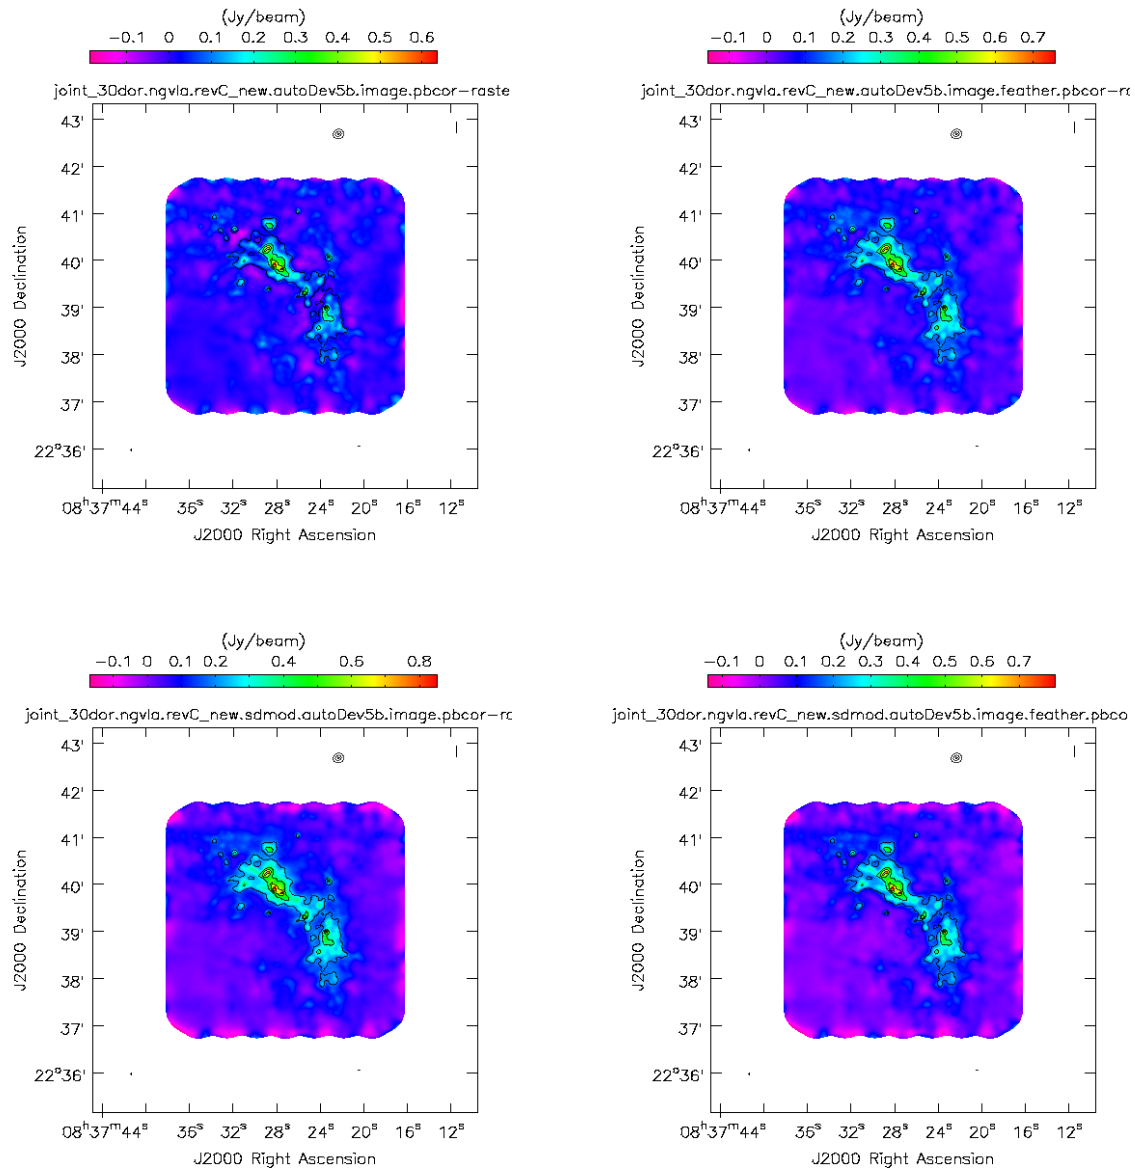 (Jy/beam)
−0.1 0 0.1 0.2 0.3 0.4 0.5 0.6
joint_30dor.ngvla.revC_new.autoDev5b.image.pbcor-raste
43'
42'
41'
40'
39'
38'
37'
22°36'
J2000 Declination
08ʰ37ᵐ44ˢ 36ˢ 32ˢ 28ˢ 24ˢ 20ˢ 16ˢ 12ˢ
J2000 Right Ascension
(Jy/beam)
−0.1 0 0.1 0.2 0.3 0.4 0.5 0.6 0.7
joint_30dor.ngvla.revC_new.autoDev5b.image.feather.pbcor-ra
43'
42'
41'
40'
39'
38'
37'
22°36'
J2000 Declination
08ʰ37ᵐ44ˢ 36ˢ 32ˢ 28ˢ 24ˢ 20ˢ 16ˢ 12ˢ
J2000 Right Ascension
(Jy/beam)
−0.1 0 0.1 0.2 0.4 0.6 0.8
joint_30dor.ngvla.revC_new.sdmod.autoDev5b.image.pbcor-ra
43'
42'
41'
40'
39'
38'
37'
22°36'
J2000 Declination
08ʰ37ᵐ44ˢ 36ˢ 32ˢ 28ˢ 24ˢ 20ˢ 16ˢ 12ˢ
J2000 Right Ascension
(Jy/beam)
−0.1 0 0.1 0.2 0.3 0.4 0.5 0.6 0.7
joint_30dor.ngvla.revC_new.sdmod.autoDev5b.image.feather.pbco
43'
42'
41'
40'
39'
38'
37'
22°36'
J2000 Declination
08ʰ37ᵐ44ˢ 36ˢ 32ˢ 28ˢ 24ˢ 20ˢ 16ˢ 12ˢ
J2000 Right Ascension